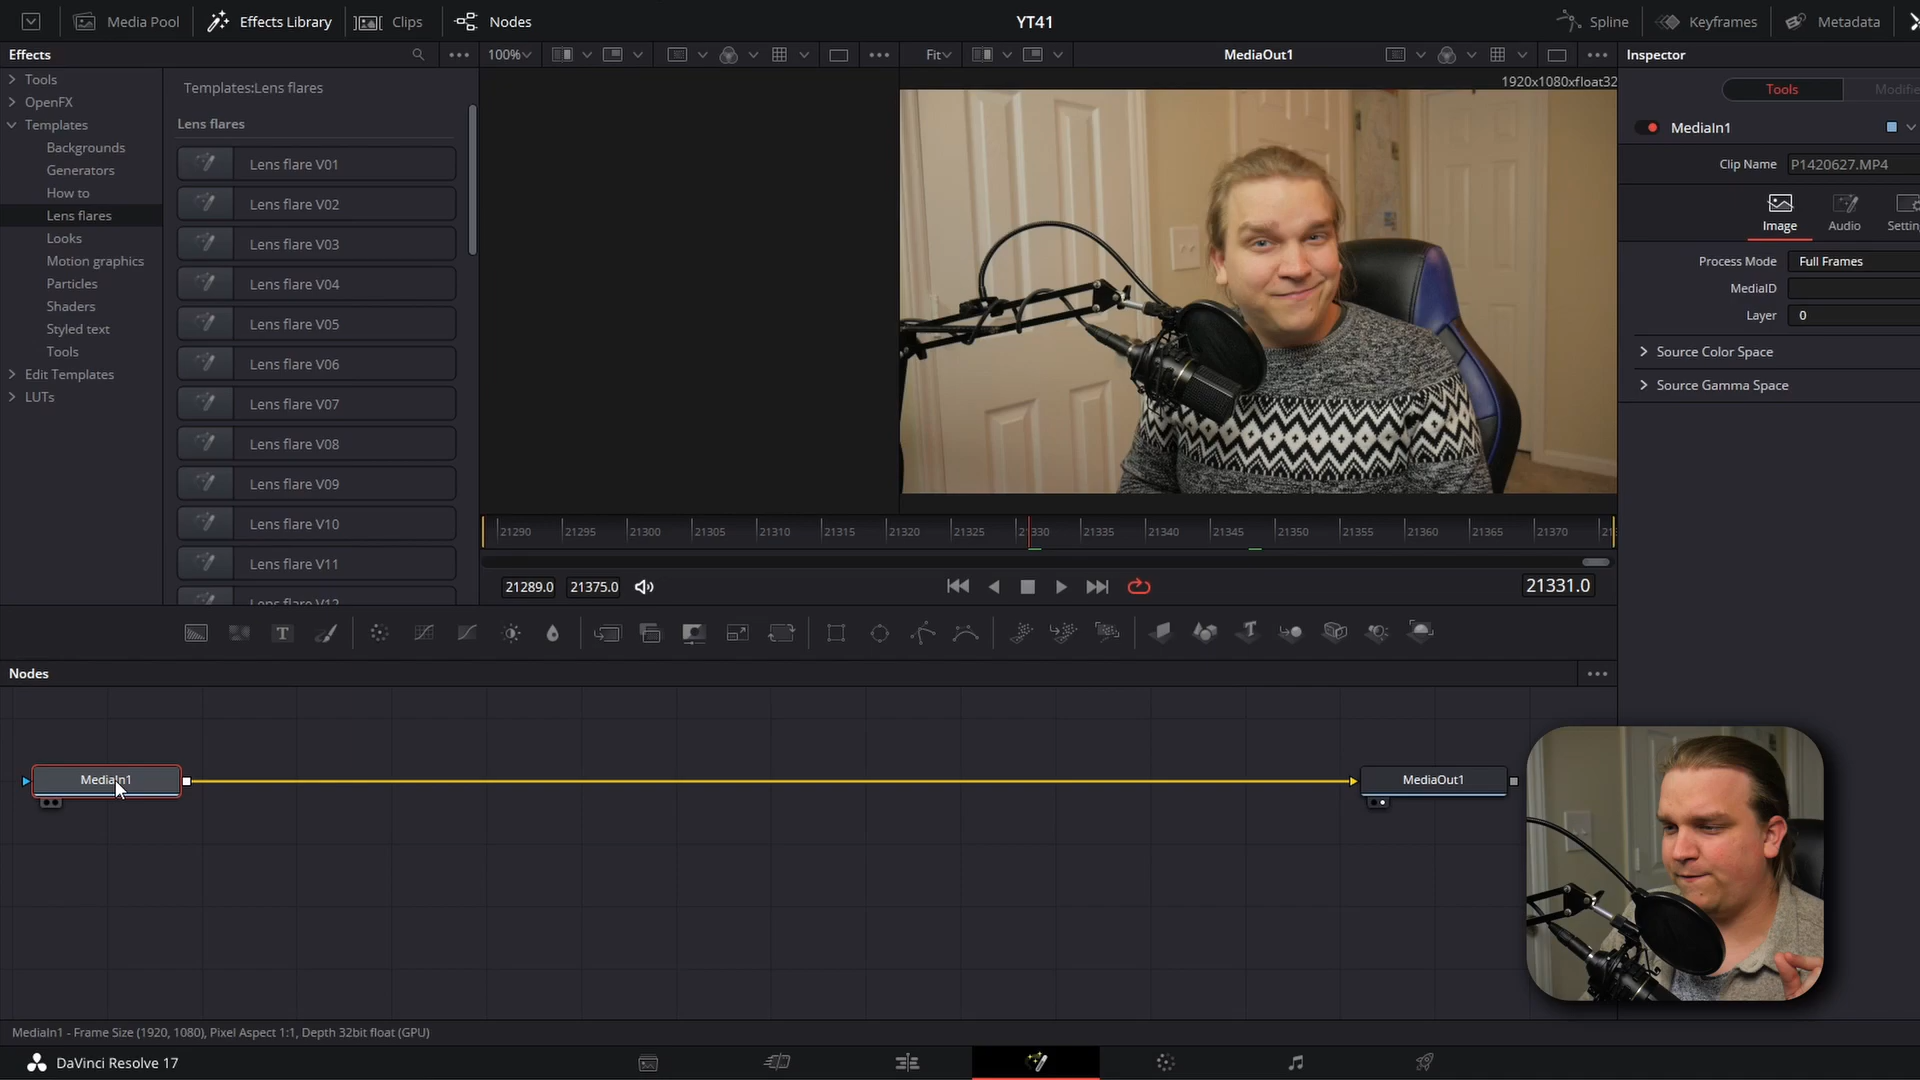 Media Pool
Effects Library
Clips
Nodes
YT41
Spline
Keyframes
Metadata
Effects
100%
Fit
MediaOut1
Inspector
Tools
OpenFX
Templates
Backgrounds
Generators
How to
Lens flares
Looks
Motion graphics
Particles
Shaders
Styled text
Tools
Edit Templates
LUTs
Templates:Lens flares
Lens flares
Lens flare V01
Lens flare V02
Lens flare V03
Lens flare V04
Lens flare V05
Lens flare V06
Lens flare V07
Lens flare V08
Lens flare V09
Lens flare V10
Lens flare V11
Lens flare V12
1920x1080xfloat32
21290 21295 21300 21305 21310 21315 21320 21325 21330 21335 21340 21345 21350 21355 21360 21365 21370
21289.0
21375.0
21331.0
Tools
Modifie
MediaIn1
Clip Name
P1420627.MP4
Image
Audio
Settin
Process Mode
Full Frames
MediaID
Layer
0
Source Color Space
Source Gamma Space
Nodes
MediaIn1
MediaOut1
MediaIn1 - Frame Size (1920, 1080), Pixel Aspect 1:1, Depth 32bit float (GPU)
DaVinci Resolve 17